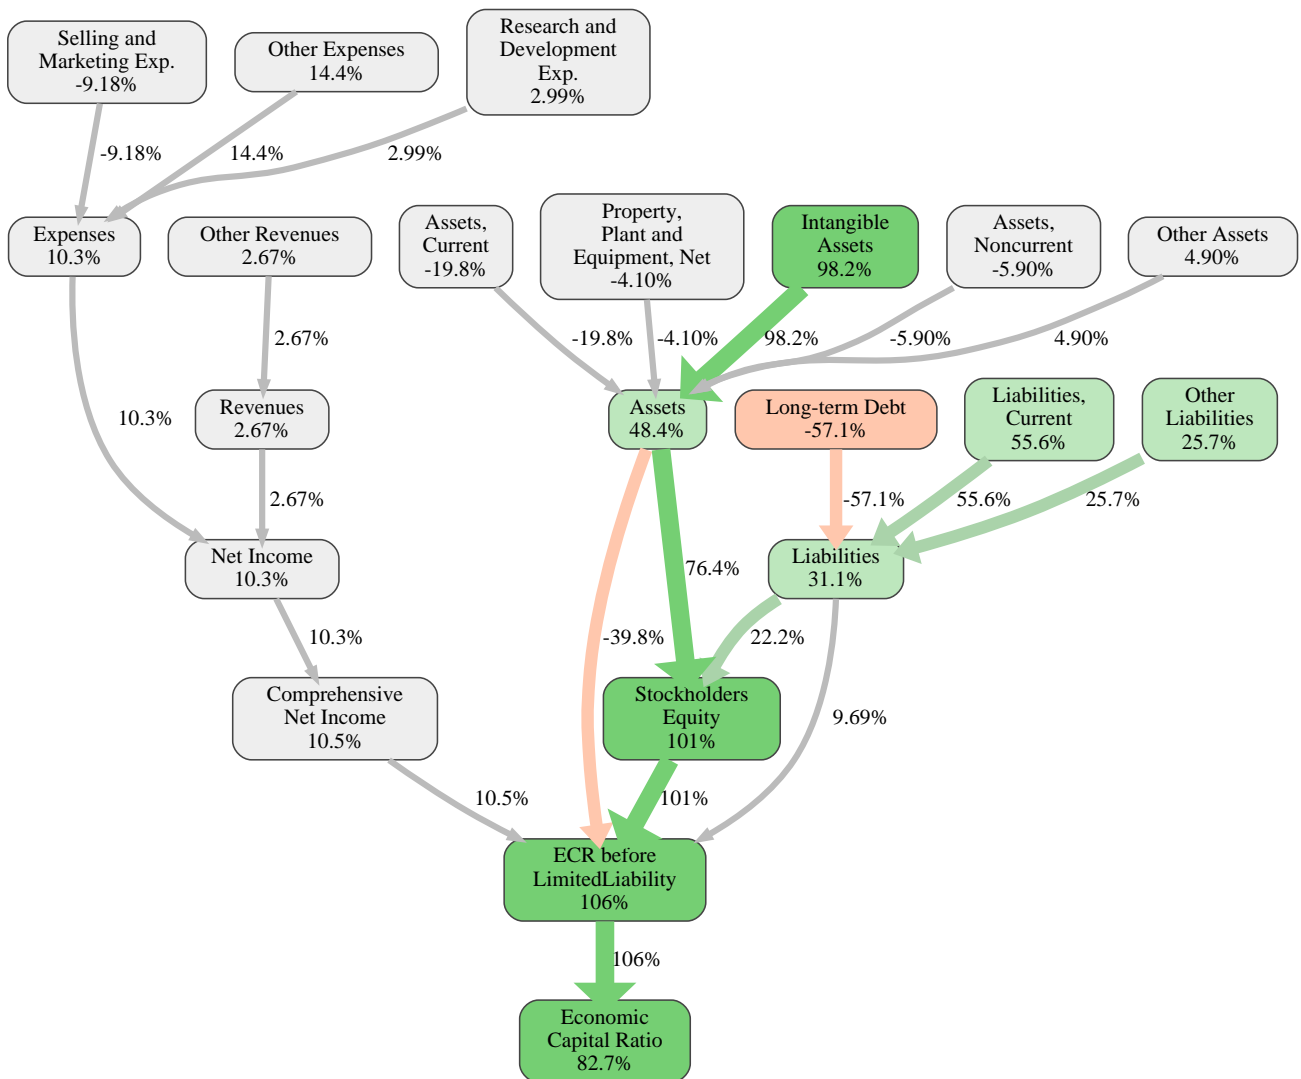 Selling and
Marketing Exp.
-9.18%
Other Expenses
14.4%
Research and
Development
Exp.
2.99%
-9.18%
14.4%
2.99%
Expenses
10.3%
Other Revenues
2.67%
Assets,
Current
-19.8%
Property,
Plant and
Equipment, Net
-4.10%
Intangible
Assets
98.2%
Assets,
Noncurrent
-5.90%
Other Assets
4.90%
2.67%
-19.8%
-4.10%
98.2%
-5.90%
4.90%
10.3%
Revenues
2.67%
Assets
48.4%
Long-term Debt
-57.1%
Liabilities,
Current
55.6%
Other
Liabilities
25.7%
2.67%
-57.1%
55.6%
25.7%
Net Income
10.3%
Liabilities
31.1%
76.4%
10.3%
-39.8%
22.2%
Comprehensive
Net Income
10.5%
Stockholders
Equity
101%
9.69%
10.5%
101%
ECR before
LimitedLiability
106%
106%
Economic
Capital Ratio
82.7%